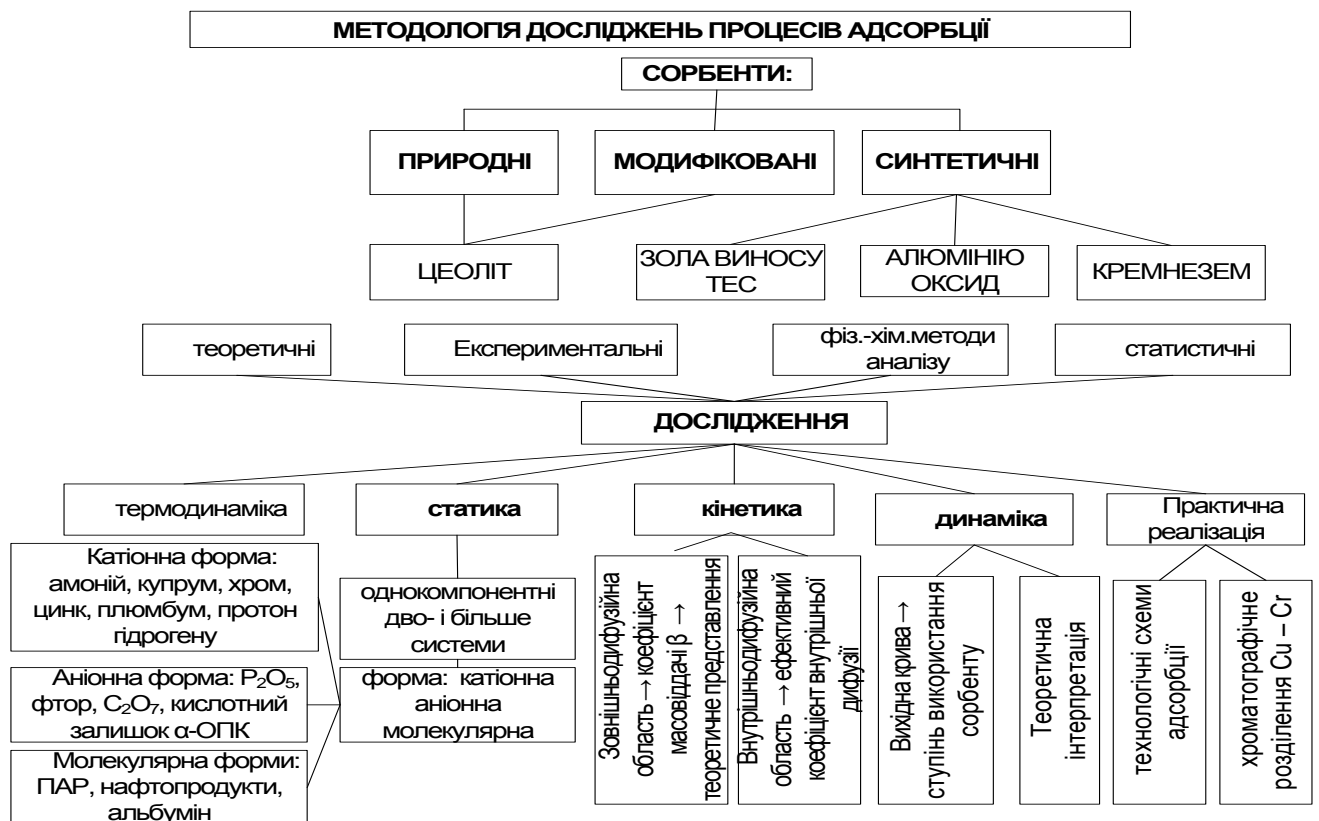 МЕТОДОЛОГІЯ ДОСЛІДЖЕНЬ ПРОЦЕСІВ АДСОРБЦІЇ
СОРБЕНТИ:
ПРИРОДНІ
МОДИФІКОВАНІ
СИНТЕТИЧНІ
ЦЕОЛІТ
ЗОЛА ВИНОСУ
ТЕС
АЛЮМІНІЮ
ОКСИД
КРЕМНЕЗЕМ
теоретичні
Експериментальні
фіз.-хім.методи
аналізу
статистичні
ДОСЛІДЖЕННЯ
термодинаміка
статика
кінетика
динаміка
Практична
реалізація
Катіонна форма:
амоній, купрум, хром,
цинк, плюмбум, протон
гідрогену
Аніонна форма: P₂O₅,
фтор, C₂O₇, кислотний
залишок α-ОПК
Молекулярна форми:
ПАР, нафтопродукти,
альбумін
однокомпонентні
дво- і більше
системи
форма: катіонна
аніонна
молекулярна
Зовнішньодифузійна
область → коефіцієнт
масовіддачі β →
теоретичне представлення
Внутрішньодифузійна
область → ефективний
коефіцієнт внутрішньої
дифузії
Вихідна крива →
ступінь використання
сорбенту
Теоретична
інтерпретація
технологічні схеми
адсорбції
хроматографічне
розділення Cu – Cr